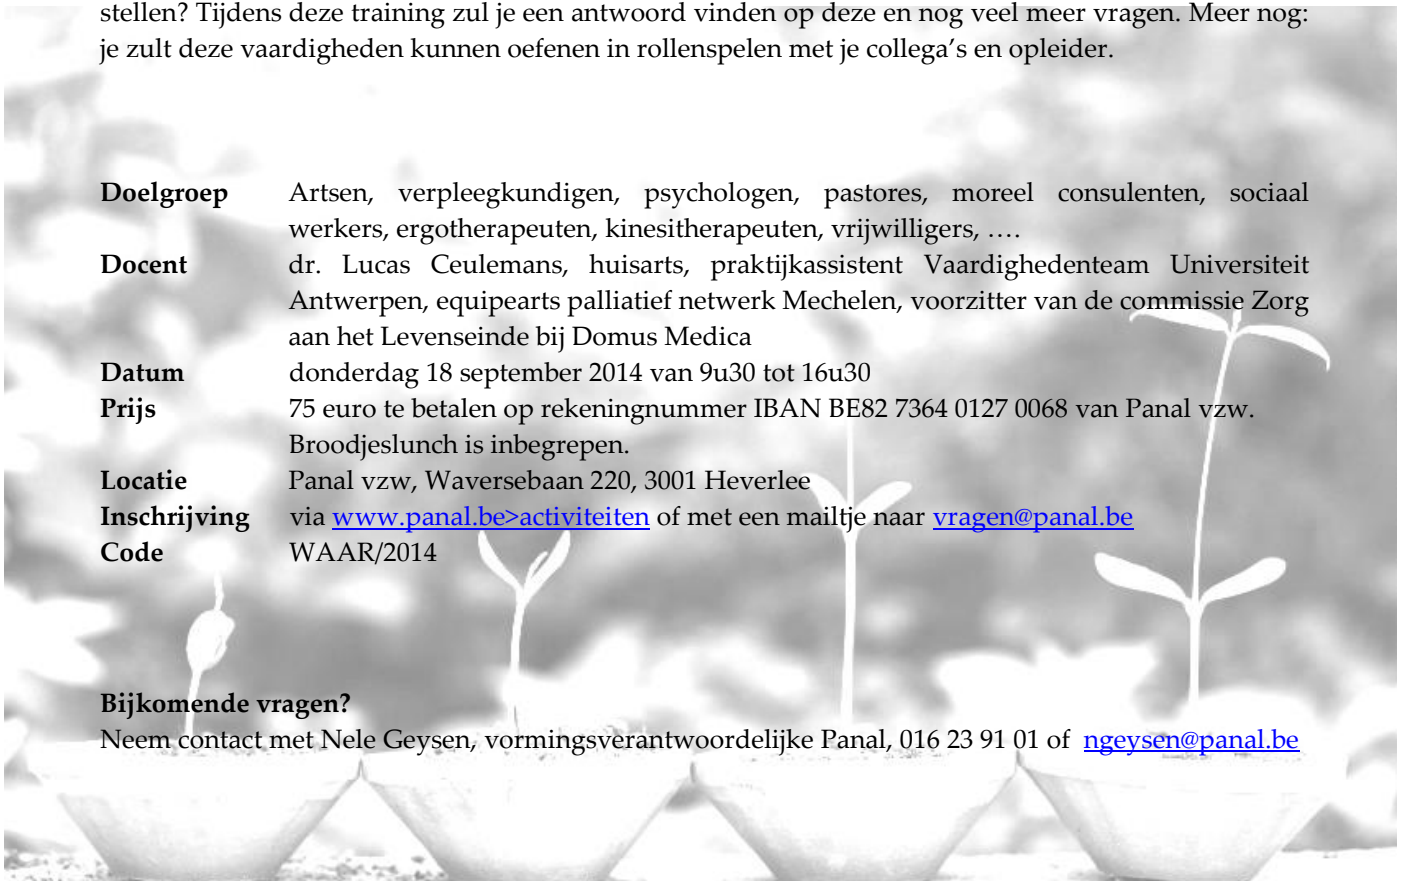 stellen? Tijdens deze training zul je een antwoord vinden op deze en nog veel meer vragen. Meer nog:
je zult deze vaardigheden kunnen oefenen in rollenspelen met je collega’s en opleider.
Doelgroep Artsen, verpleegkundigen, psychologen, pastores, moreel consulenten, sociaal
werkers, ergotherapeuten, kinesitherapeuten, vrijwilligers, ….
Docent dr. Lucas Ceulemans, huisarts, praktijkassistent Vaardighedenteam Universiteit
Antwerpen, equipearts palliatief netwerk Mechelen, voorzitter van de commissie Zorg
aan het Levenseinde bij Domus Medica
Datum donderdag 18 september 2014 van 9u30 tot 16u30
Prijs 75 euro te betalen op rekeningnummer IBAN BE82 7364 0127 0068 van Panal vzw.
Broodjeslunch is inbegrepen.
Locatie Panal vzw, Waversebaan 220, 3001 Heverlee
Inschrijving via www.panal.be>activiteiten of met een mailtje naar vragen@panal.be
Code WAAR/2014
Bijkomende vragen?
Neem contact met Nele Geysen, vormingsverantwoordelijke Panal, 016 23 91 01 of ngeysen@panal.be